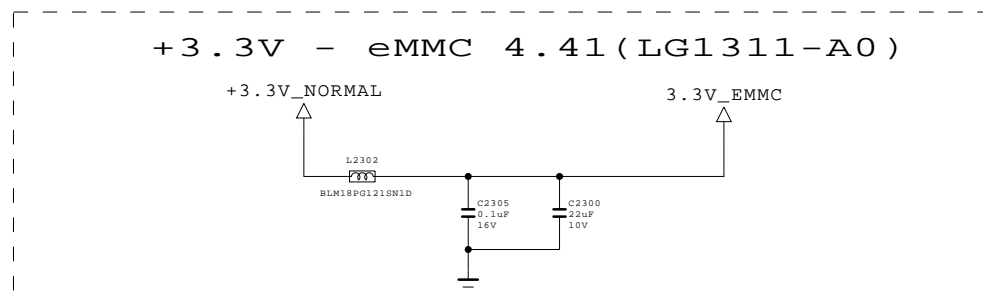 +3.3V - eMMC 4.41(LG1311-A0)
+3.3V_NORMAL
3.3V_EMMC
L2302
BLM18PG121SN1D
C2305
0.1uF
16V
C2300
22uF
10V